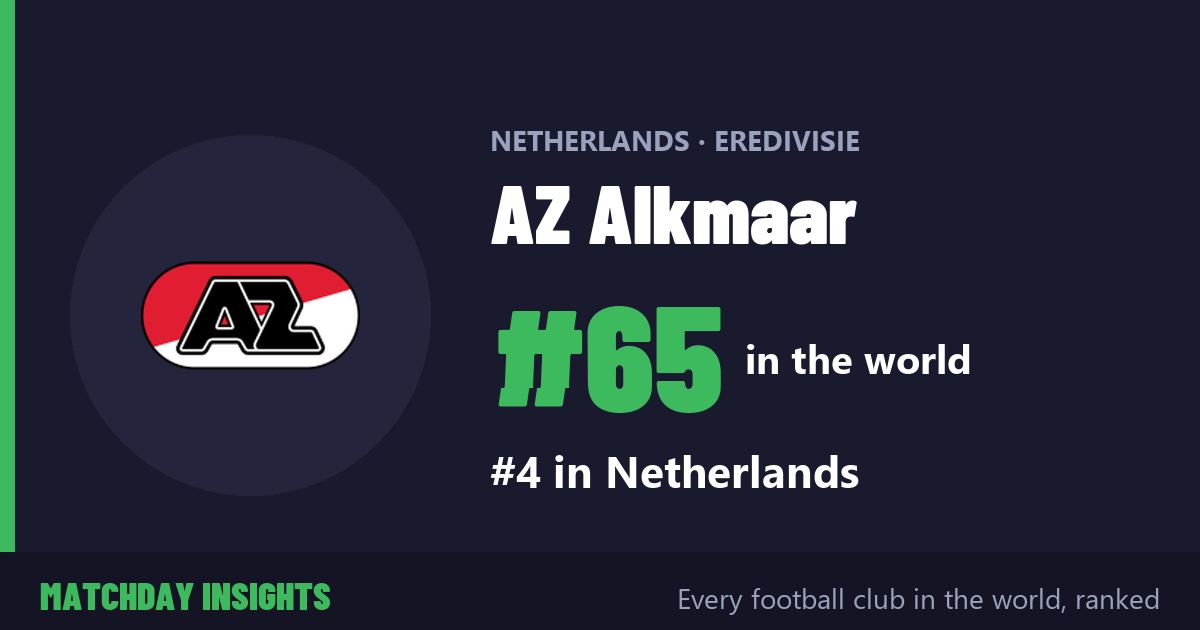 NETHERLANDS · EREDIVISIE
AZ Alkmaar
AZ
#65 in the world
#4 in Netherlands
MATCHDAY INSIGHTS
Every football club in the world, ranked